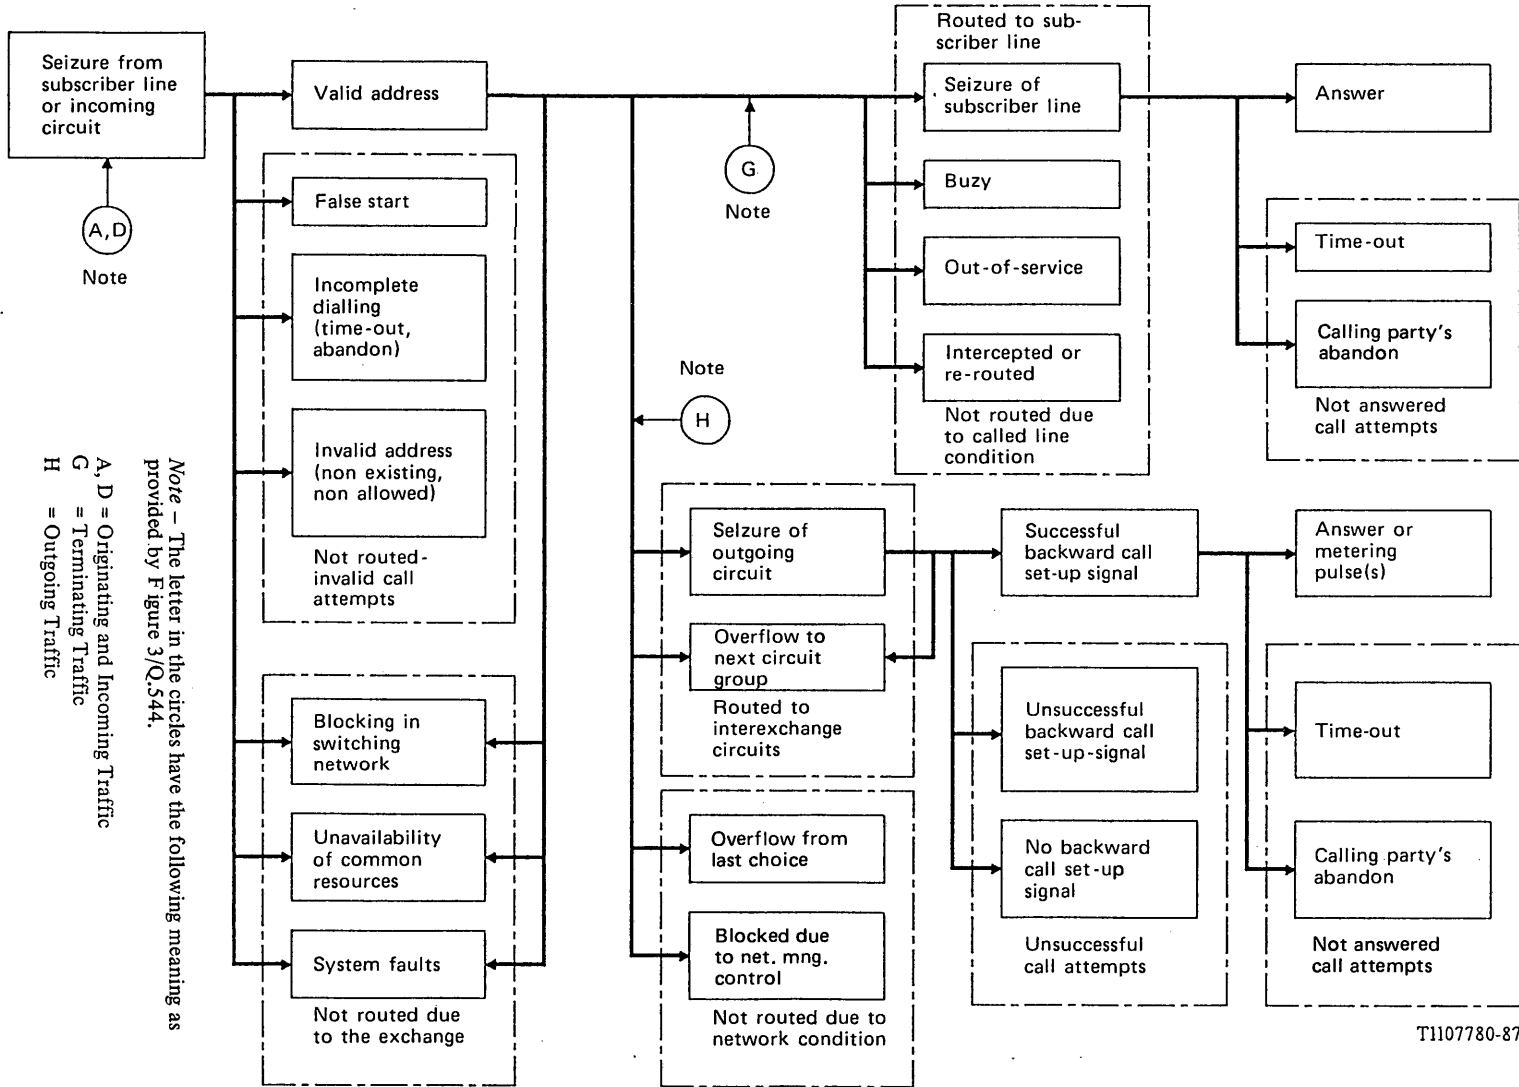 Seizure from
subscriber line
or incoming
circuit
A,D
Note
Valid address
False start
Incomplete
dialling
(time-out,
abandon)
Invalid address
(non existing,
non allowed)
Not routed-
invalid call
attempts
Blocking in
switching
network
Unavailability
of common
resources
System faults
Not routed due
to the exchange
G
Note
Note
H
Routed to sub-
scriber line
Seizure of
subscriber line
Buzy
Out-of-service
Intercepted or
re-routed
Not routed due
to called line
condition
Answer
Time-out
Calling party's
abandon
Not answered
call attempts
Selzure of
outgoing
circuit
Overflow to
next circuit
group
Routed to
interexchange
circuits
Overflow from
last choice
Blocked due
to net. mng.
control
Not routed due to
network condition
Successful
backward call
set-up signal
Unsuccessful
backward call
set-up-signal
No backward
call set-up
signal
Unsuccessful
call attempts
Answer or
metering
pulse(s)
Time-out
Calling party's
abandon
Not answered
call attempts
Note – The letter in the circles have the following meaning as
provided by Figure 3/Q.544.
A, D = Originating and Incoming Traffic
G = Terminating Traffic
H = Outgoing Traffic
T1107780-87